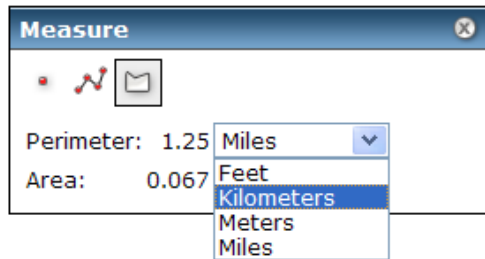 Measure
Perimeter: 1.25 Miles
Area: 0.067 Feet
Kilometers
Meters
Miles